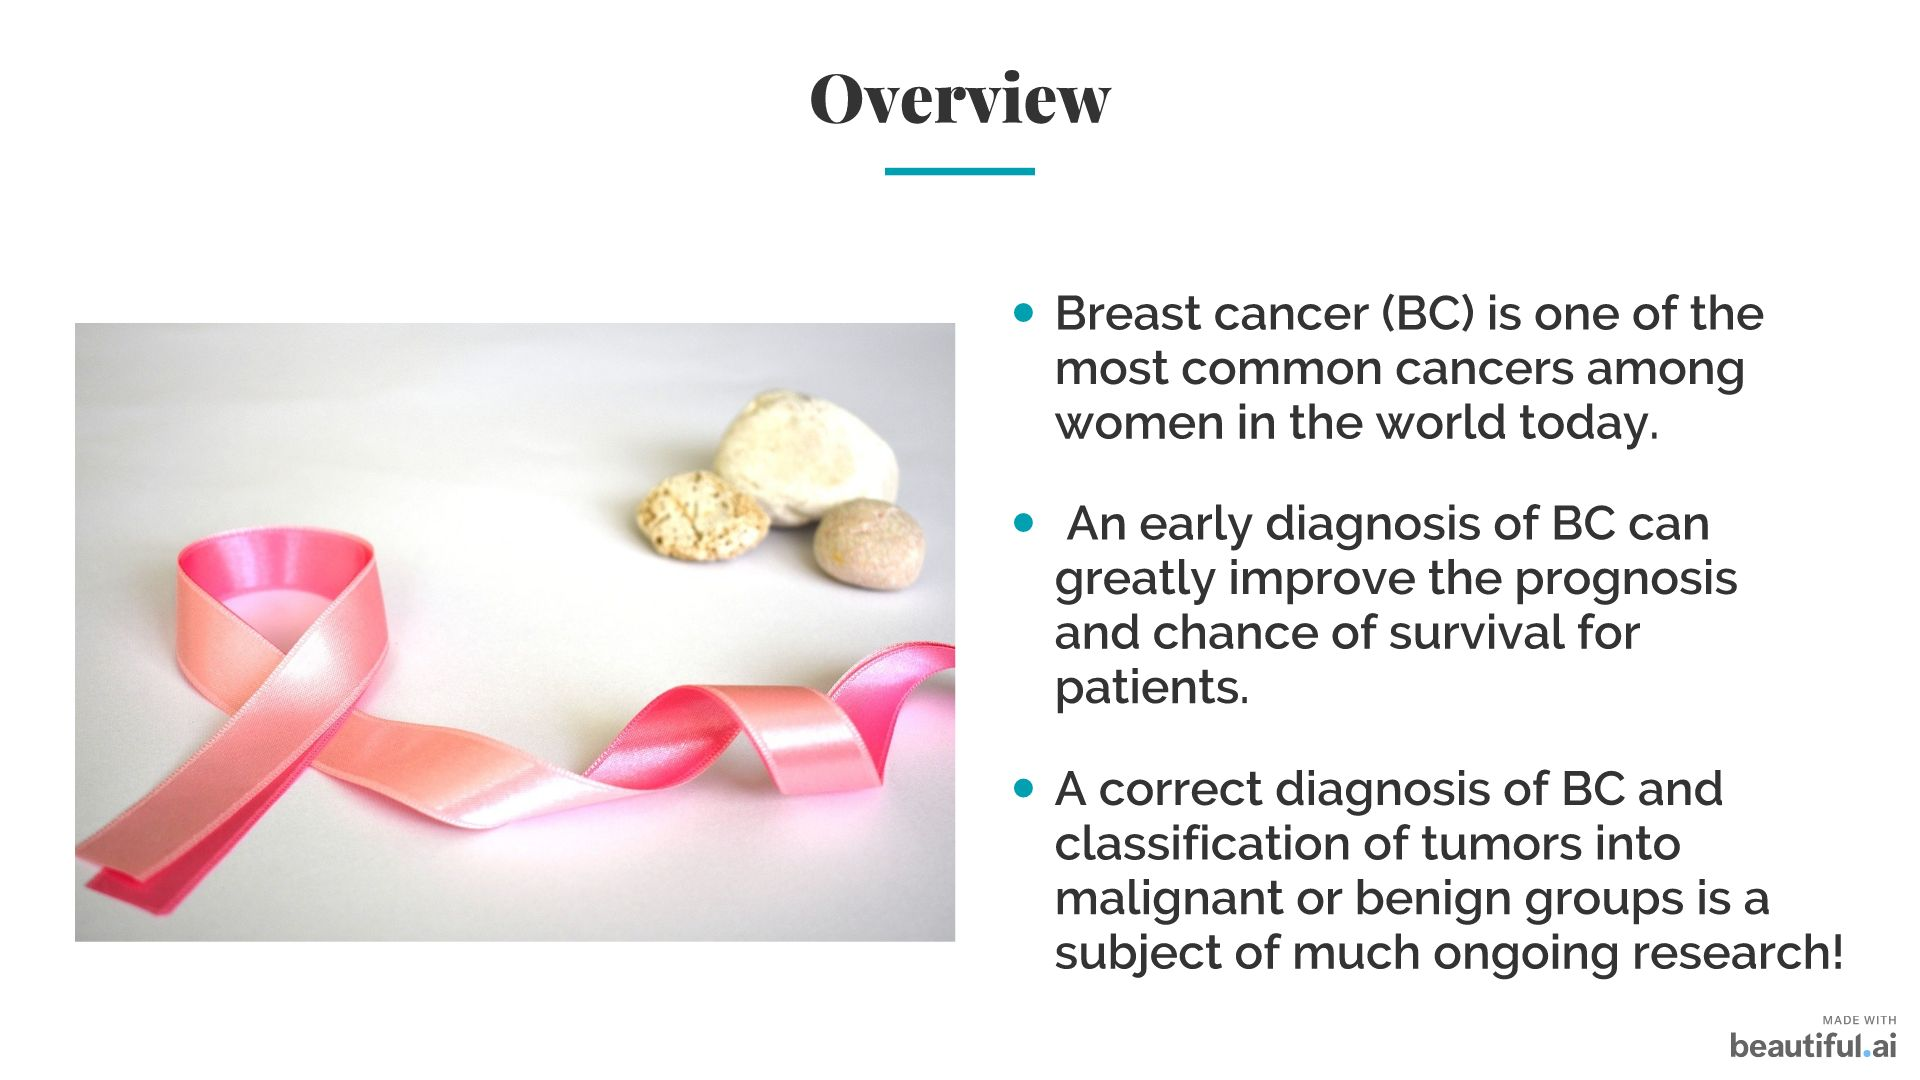 Overview
Breast cancer (BC) is one of the
most common cancers among
women in the world today.
An early diagnosis of BC can
greatly improve the prognosis
and chance of survival for
patients.
A correct diagnosis of BC and
classification of tumors into
malignant or benign groups is a
subject of much ongoing research!
MADE WITH
beautiful.ai